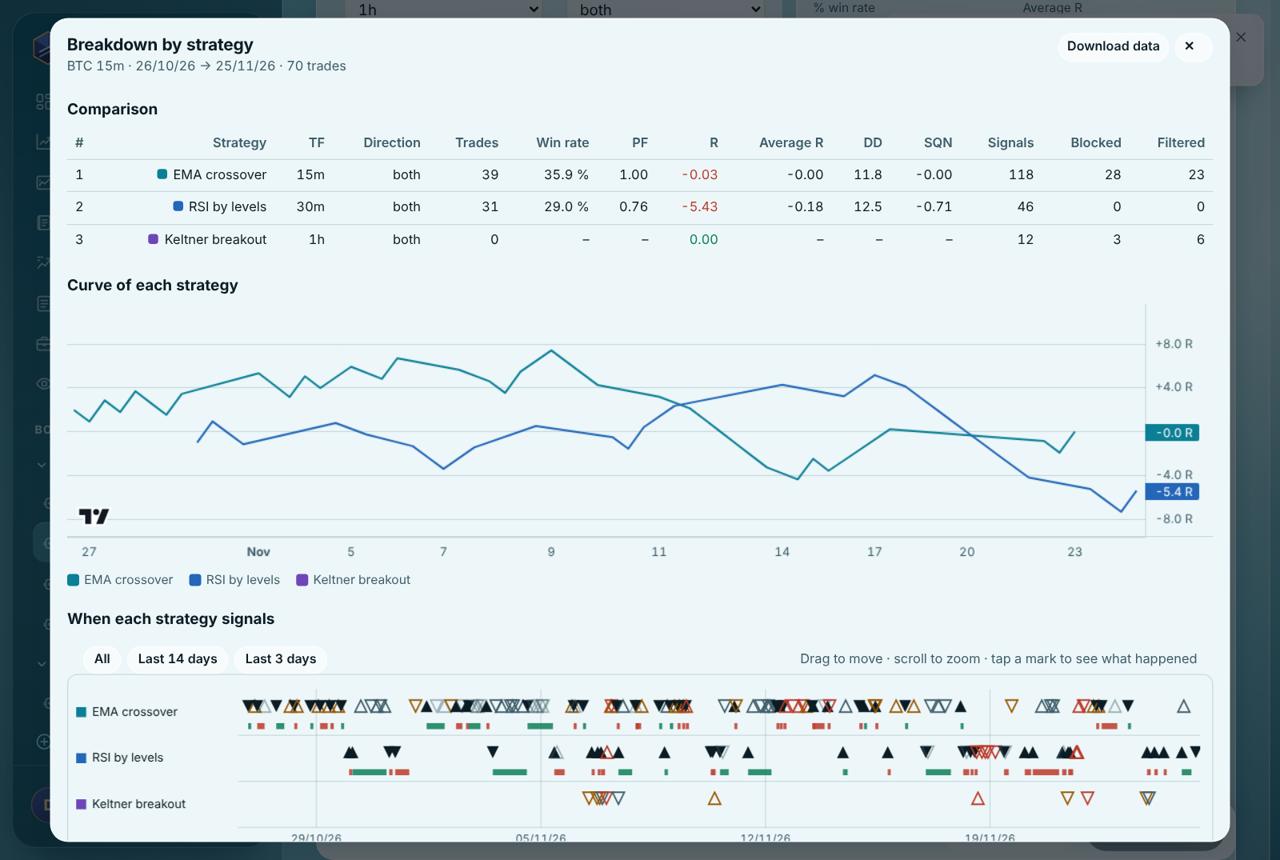 1h both % win rate Average R
Breakdown by strategy
Download data ×
BTC 15m · 26/10/26 → 25/11/26 · 70 trades
Comparison
# Strategy TF Direction Trades Win rate PF R Average R DD SQN Signals Blocked Filtered
1 EMA crossover 15m both 39 35.9 % 1.00 -0.03 -0.00 11.8 -0.00 118 28 23
2 RSI by levels 30m both 31 29.0 % 0.76 -5.43 -0.18 12.5 -0.71 46 0 0
3 Keltner breakout 1h both 0 – – 0.00 – – – 12 3 6
Curve of each strategy
+8.0 R
+4.0 R
-0.0 R
-4.0 R
-5.4 R
-8.0 R
27 Nov 5 7 9 11 14 17 20 23
EMA crossover RSI by levels Keltner breakout
When each strategy signals
All Last 14 days Last 3 days Drag to move · scroll to zoom · tap a mark to see what happened
EMA crossover
RSI by levels
Keltner breakout
29/10/26 05/11/26 12/11/26 19/11/26